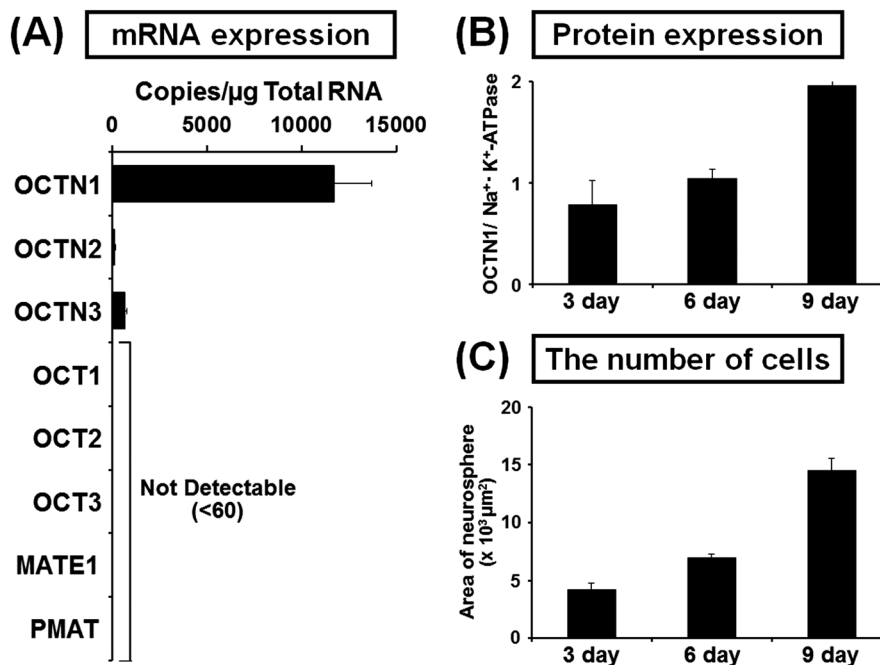 (A) mRNA expression
Copies/µg Total RNA
0 5000 10000 15000
OCTN1
OCTN2
OCTN3
OCT1
OCT2
OCT3
MATE1
PMAT
Not Detectable
(<60)
(B) Protein expression
OCTN1/ Na⁺- K⁺-ATPase
2
1
0
3 day 6 day 9 day
(C) The number of cells
Area of neurosphere
(x 10³ µm²)
20
15
10
5
0
3 day 6 day 9 day